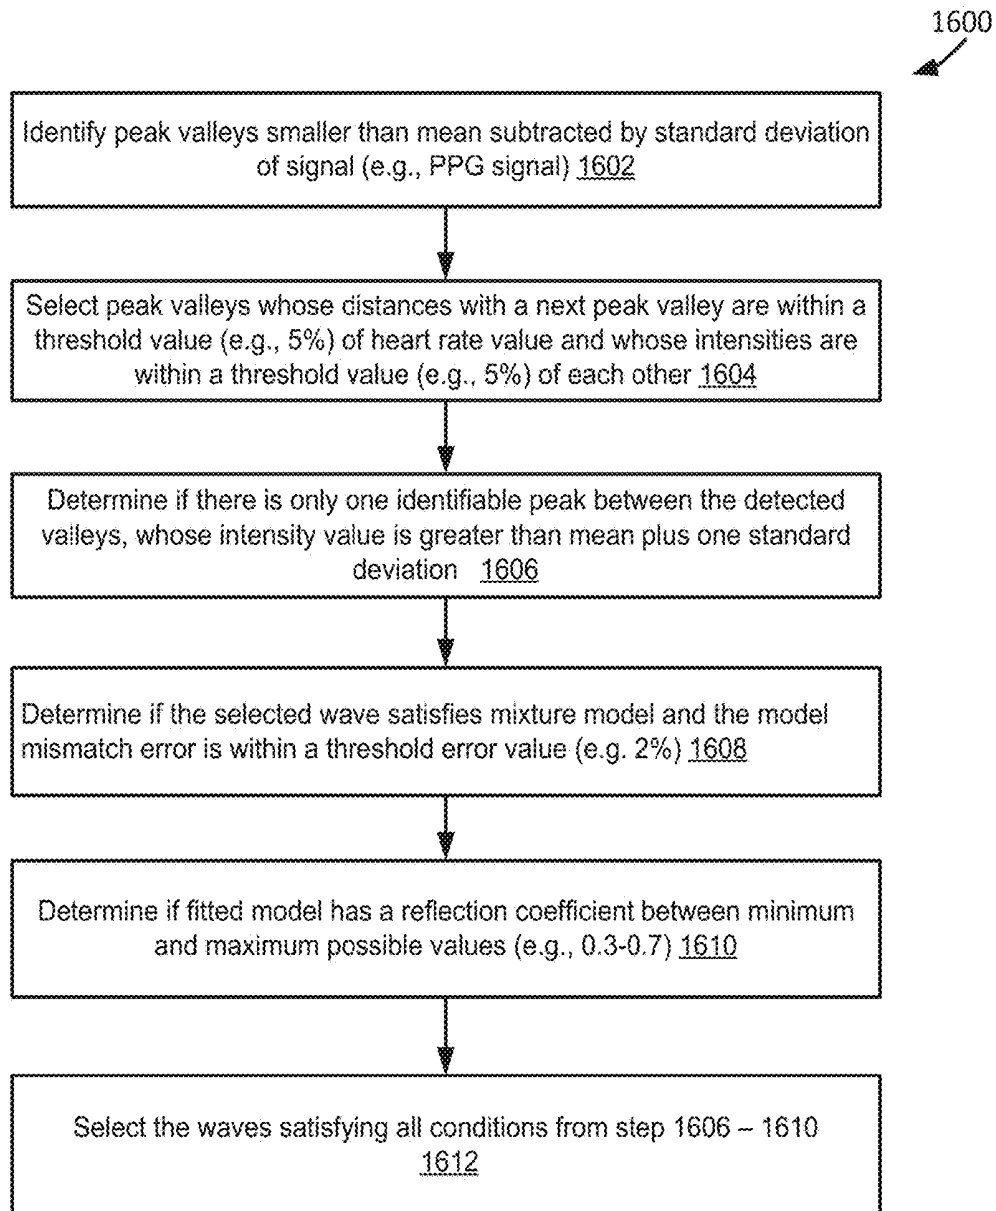 1600
Identify peak valleys smaller than mean subtracted by standard deviation
of signal (e.g., PPG signal) 1602
Select peak valleys whose distances with a next peak valley are within a
threshold value (e.g., 5%) of heart rate value and whose intensities are
within a threshold value (e.g., 5%) of each other 1604
Determine if there is only one identifiable peak between the detected
valleys, whose intensity value is greater than mean plus one standard
deviation 1606
Determine if the selected wave satisfies mixture model and the model
mismatch error is within a threshold error value (e.g. 2%) 1608
Determine if fitted model has a reflection coefficient between minimum
and maximum possible values (e.g., 0.3-0.7) 1610
Select the waves satisfying all conditions from step 1606 – 1610
1612